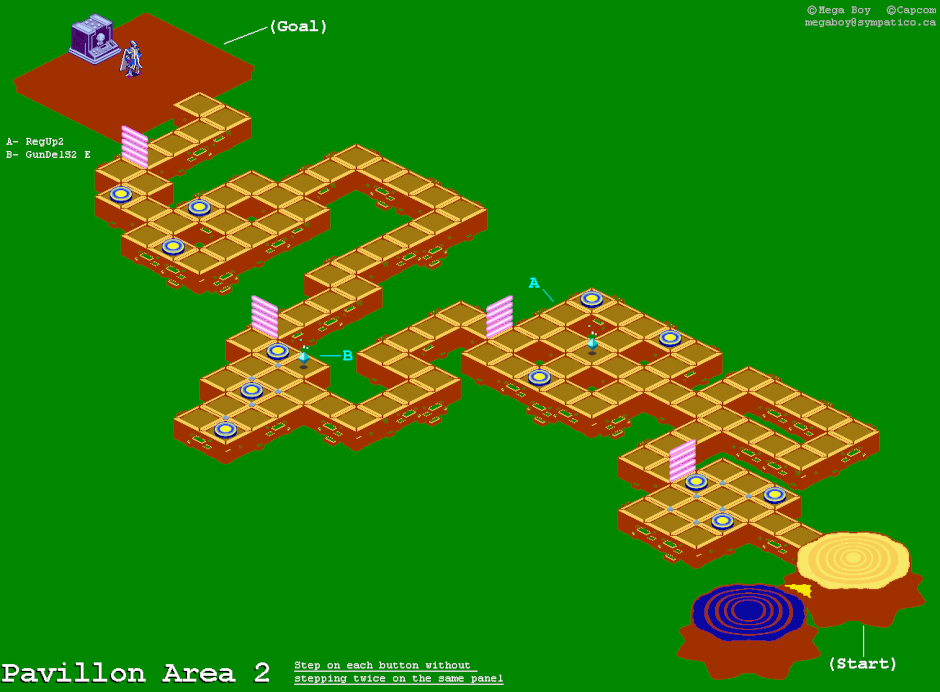 ©Mega Boy ©Capcom
megaboy@sympatico.ca
(Goal)
A- RegUp2
B- GunDelS2 E
A
B
(Start)
Pavillon Area 2
Step on each button without
stepping twice on the same panel